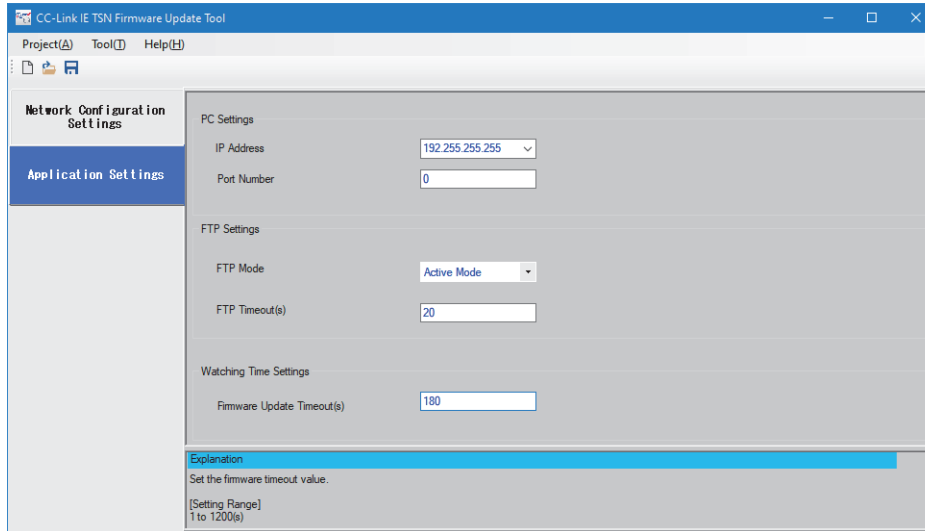 CC-Link IE TSN Firmware Update Tool
Project(A) Tool(T) Help(H)
Network Configuration
Settings
Application Settings
PC Settings
IP Address 192.255.255.255
Port Number 0
FTP Settings
FTP Mode Active Mode
FTP Timeout(s) 20
Watching Time Settings
Firmware Update Timeout(s) 180
Explanation
Set the firmware timeout value.
[Setting Range]
1 to 1200(s)